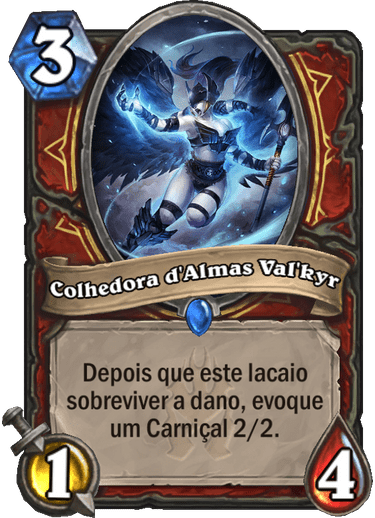 3
Colhedora d'Almas Val'kyr
Depois que este lacaio
sobreviver a dano, evoque
um Carniçal 2/2.
1
4